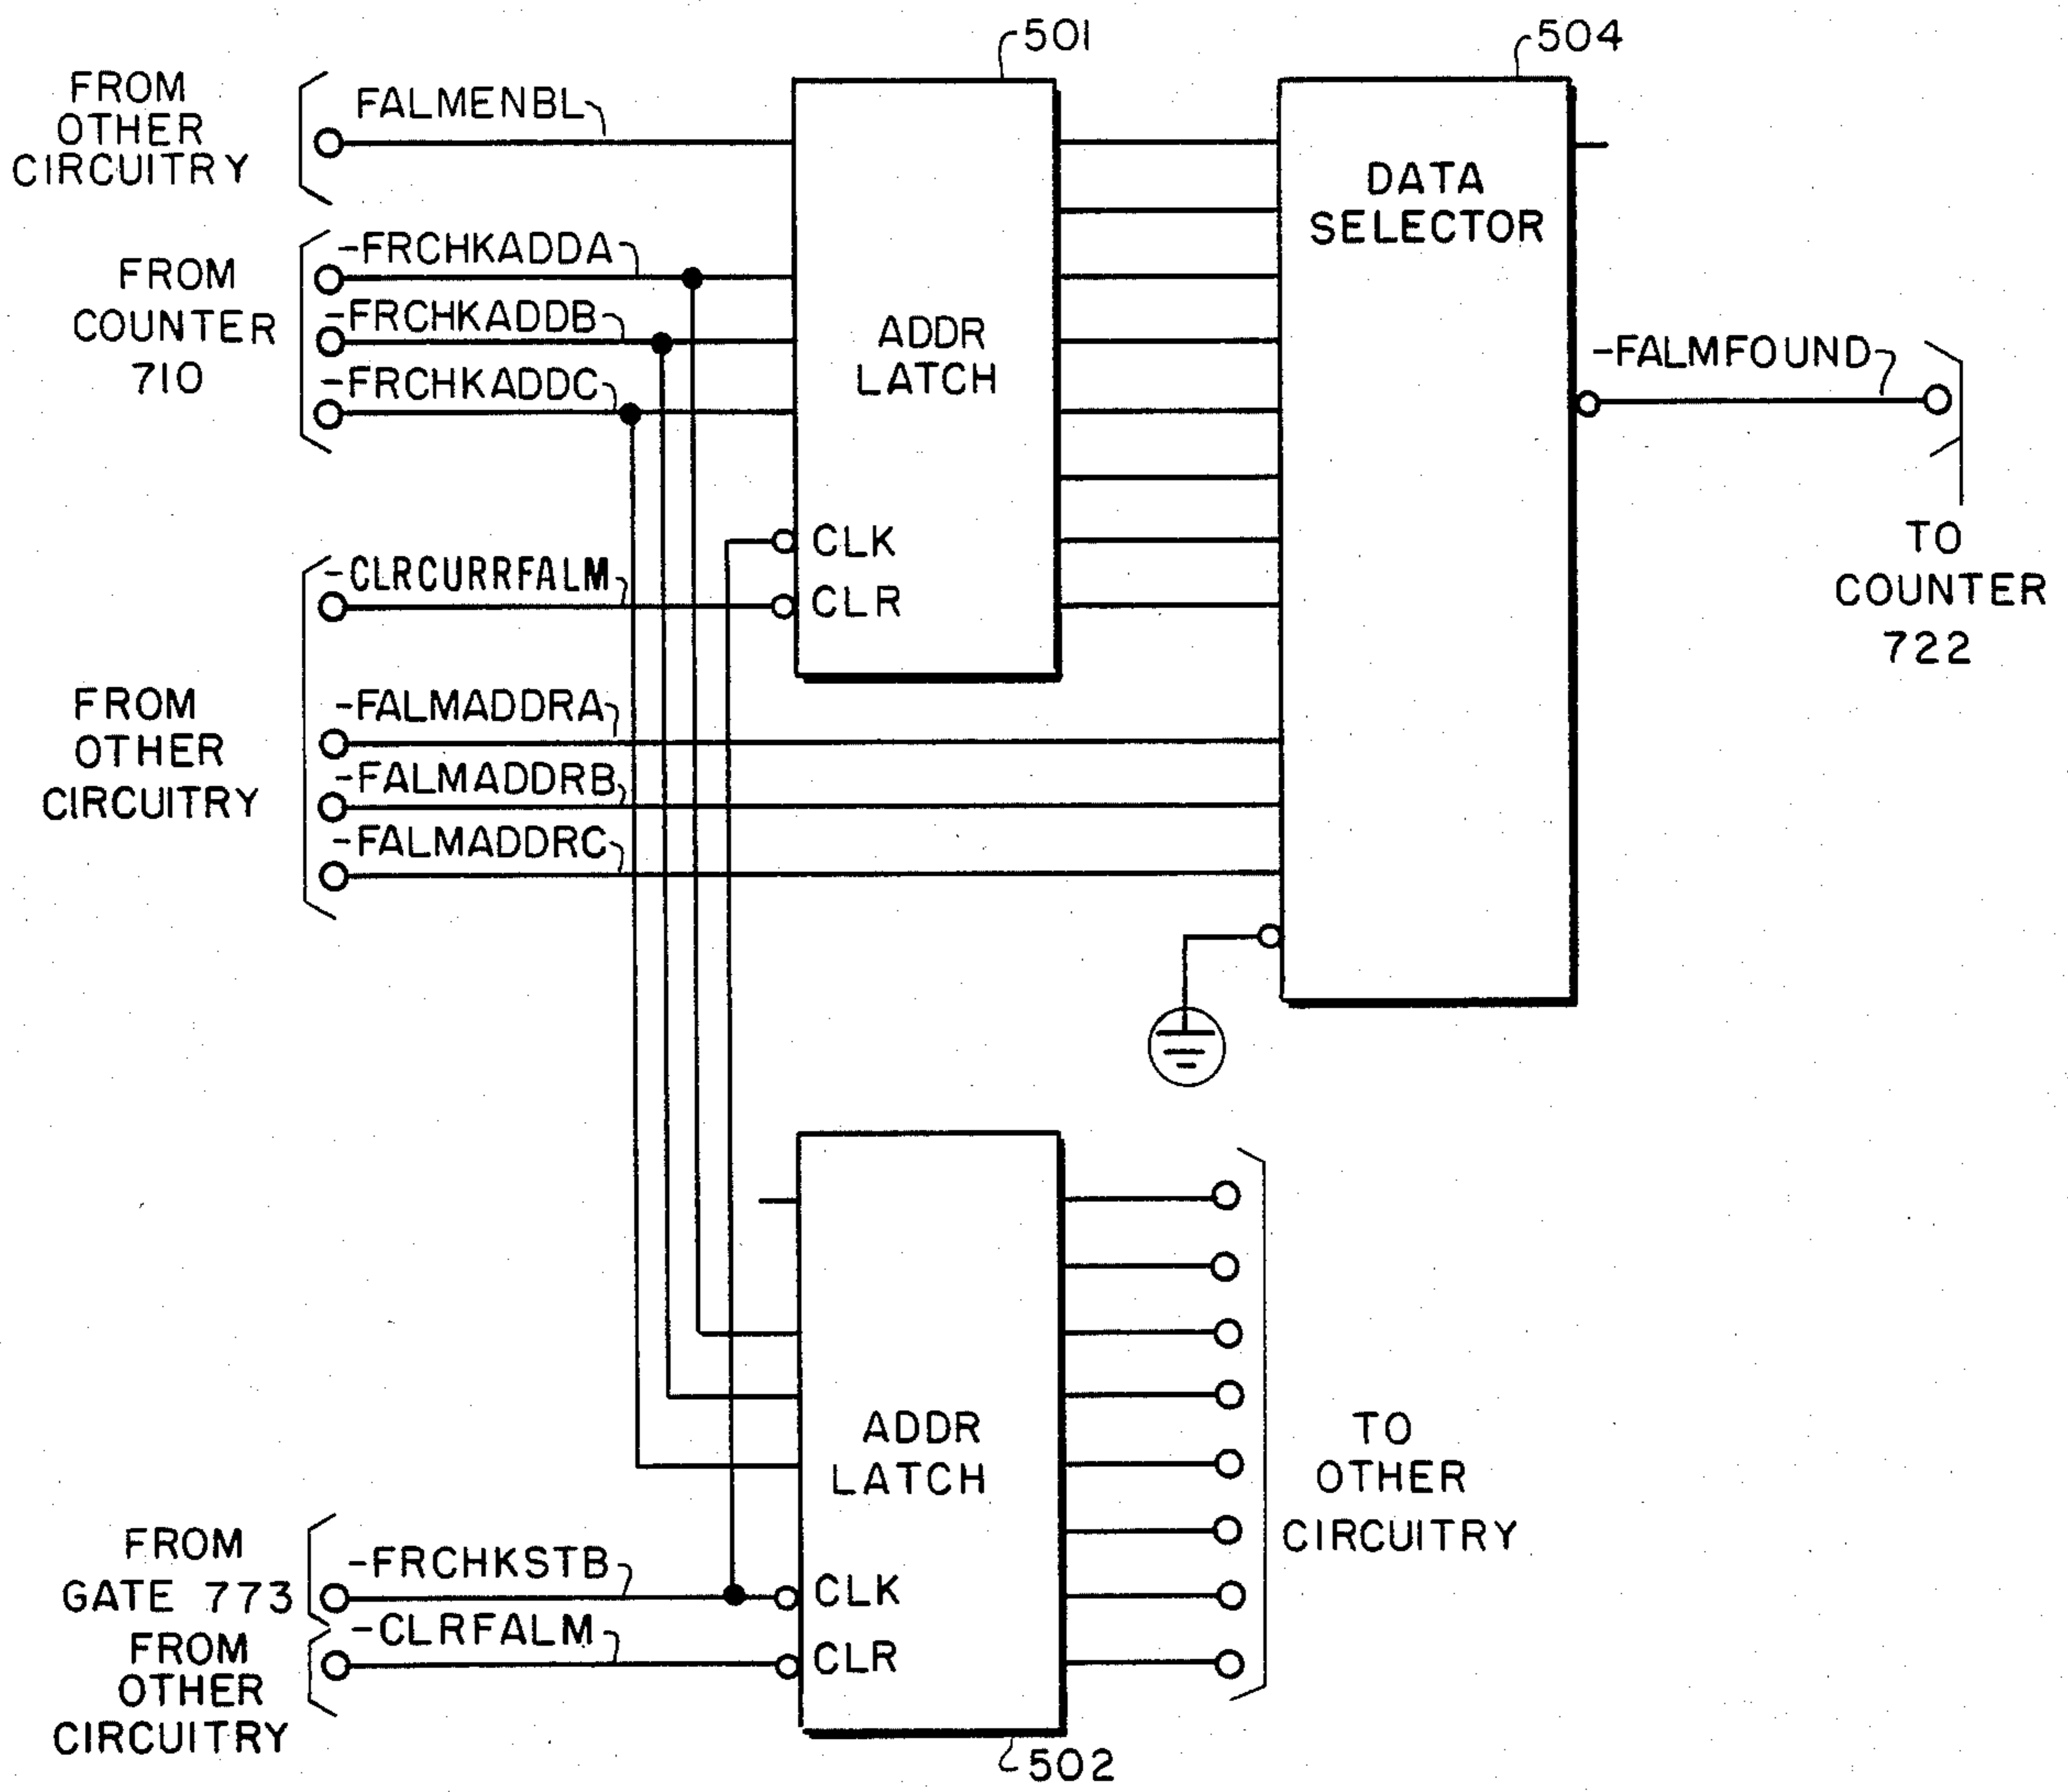 501
504
FROM
OTHER
CIRCUITRY
FALMENBL
DATA
SELECTOR
FROM
COUNTER
710
-FRCHKADDA
-FRCHKADDB
-FRCHKADDC
ADDR
LATCH
-FALMFOUND
TO
COUNTER
722
CLK
CLR
-CLRCURRFALM
FROM
OTHER
CIRCUITRY
-FALMADDRA
-FALMADDRB
-FALMADDRC
ADDR
LATCH
TO
OTHER
CIRCUITRY
FROM
GATE 773
-FRCHKSTB
CLK
FROM
OTHER
CIRCUITRY
-CLRFALM
CLR
502